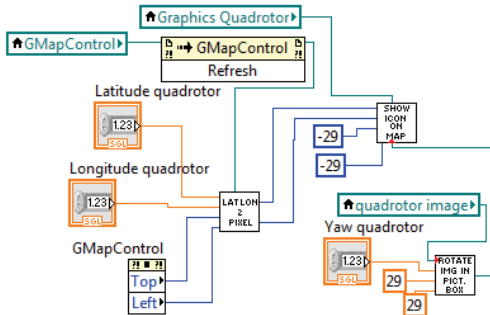 Graphics Quadrotor
GMapControl
GMapControl
Refresh
Latitude quadrotor
1.23
SGL
SHOW
ICON
ON
MAP
-29
-29
Longitude quadrotor
1.23
SGL
LATLON
2
PIXEL
quadrotor image
Yaw quadrotor
1.23
SGL
ROTATE
IMG IN
PICT.
BOX
29
29
GMapControl
Top
Left